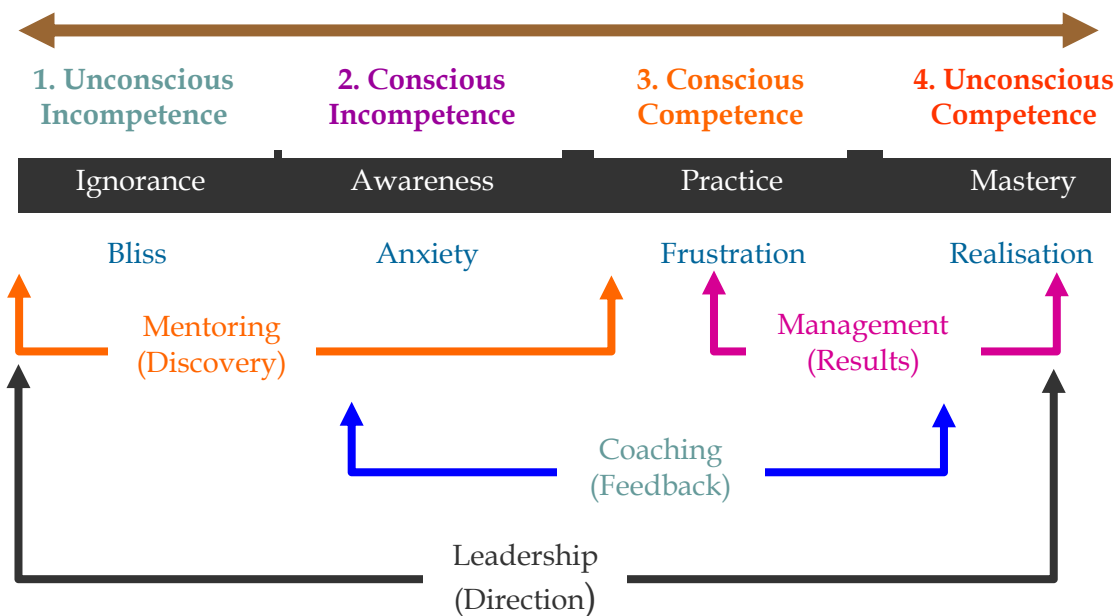 1. Unconscious
Incompetence
2. Conscious
Incompetence
3. Conscious
Competence
4. Unconscious
Competence
Ignorance
Awareness
Practice
Mastery
Bliss
Anxiety
Frustration
Realisation
Mentoring
(Discovery)
Management
(Results)
Coaching
(Feedback)
Leadership
(Direction)